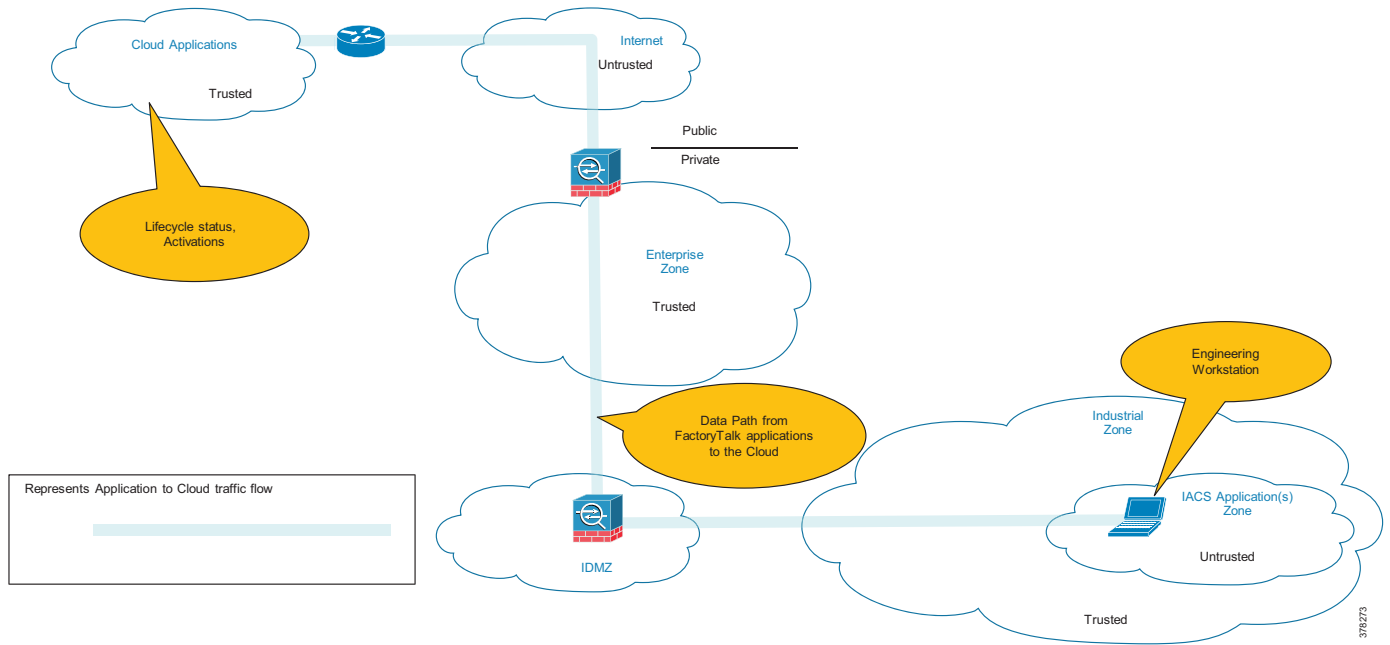 Cloud Applications
Trusted
Internet
Untrusted
Public
Private
Lifecycle status,
Activations
Enterprise
Zone
Trusted
Engineering
Workstation
Data Path from
FactoryTalk applications
to the Cloud
Industrial
Zone
Represents Application to Cloud traffic flow
IACS Application(s)
Zone
Untrusted
IDMZ
Trusted
378273